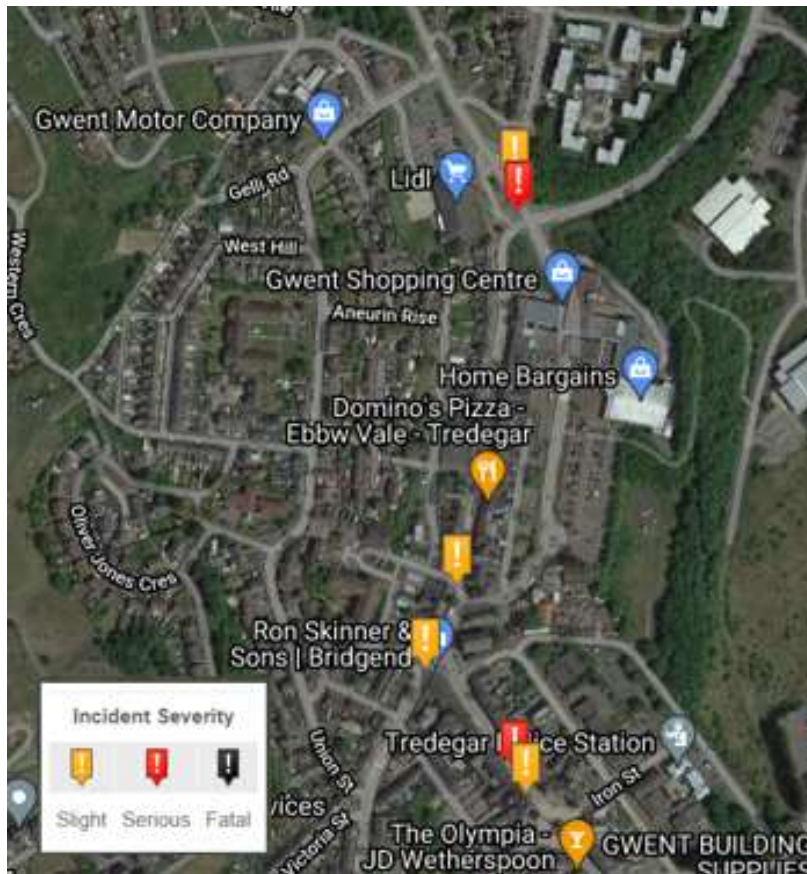 Gwent Motor Company
Gelli Rd
Lidl
West Hill
Western Cres
Gwent Shopping Centre
Aneurin Rise
Home Bargains
Domino's Pizza -
Ebbw Vale - Tredegar
Oliver Jones Cres
Ron Skinner &
Sons | Bridgend
Incident Severity
Slight Serious Fatal
Union St
Tredegar Station
Iron St
vices
Victoria St
The Olympia -
JD Wetherspoon
GWENT BUILDING
SUPPLIES